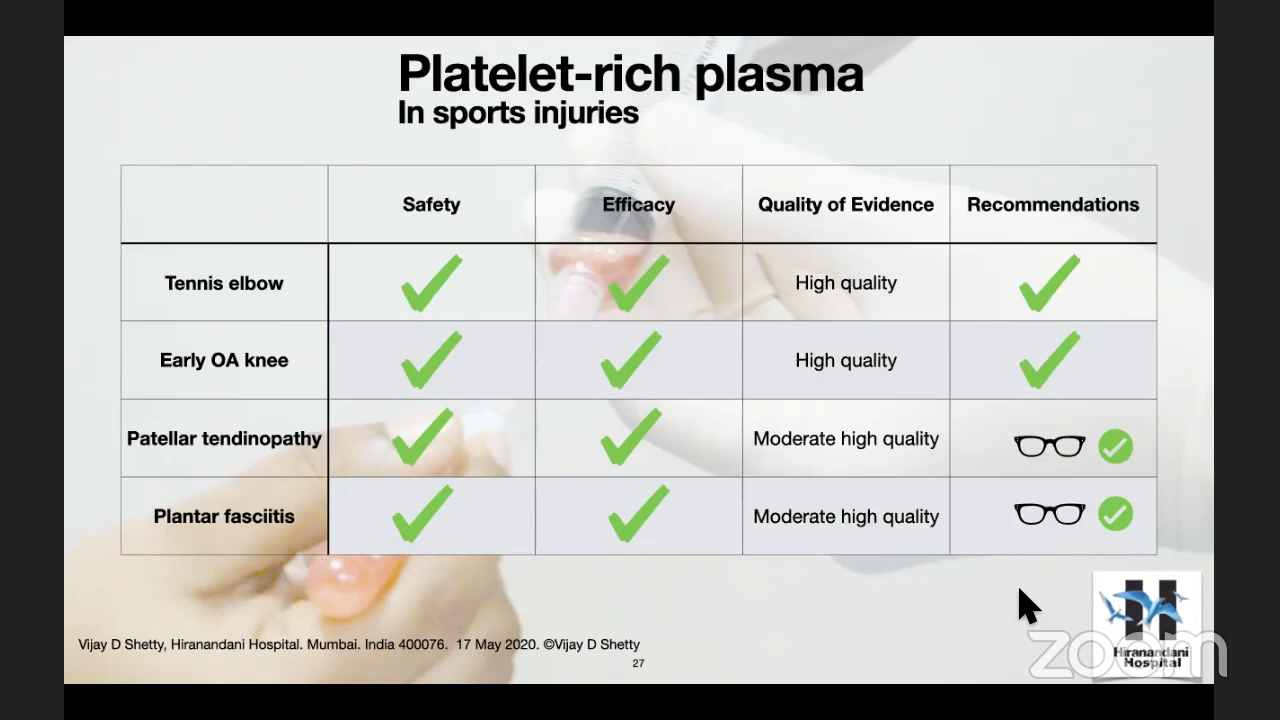 Platelet-rich plasma
In sports injuries
Safety Efficacy Quality of Evidence Recommendations
Tennis elbow High quality
Early OA knee High quality
Patellar tendinopathy Moderate high quality
Plantar fasciitis Moderate high quality
Vijay D Shetty, Hiranandani Hospital. Mumbai. India 400076. 17 May 2020. ©Vijay D Shetty
27
H
zoom
Hiranandani
Hospital